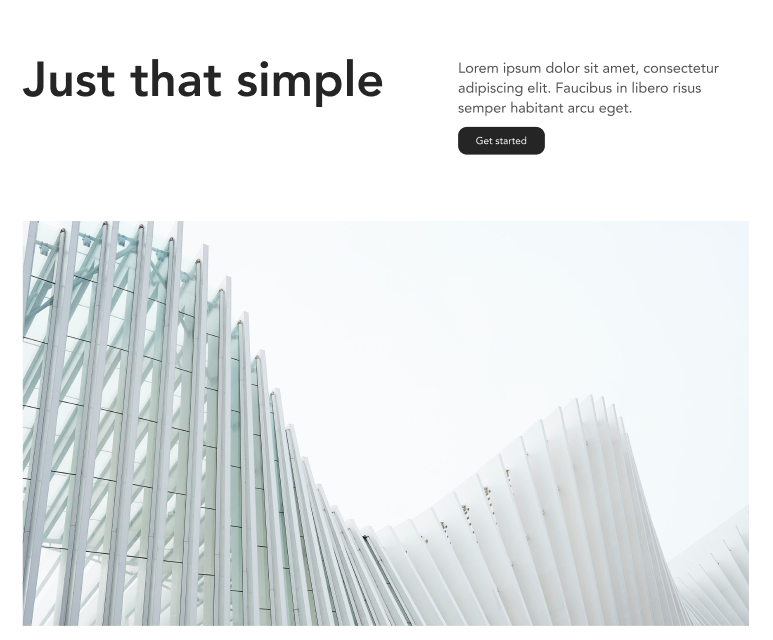 Just that simple
Lorem ipsum dolor sit amet, consectetur
adipiscing elit. Faucibus in libero risus
semper habitant arcu eget.
Get started